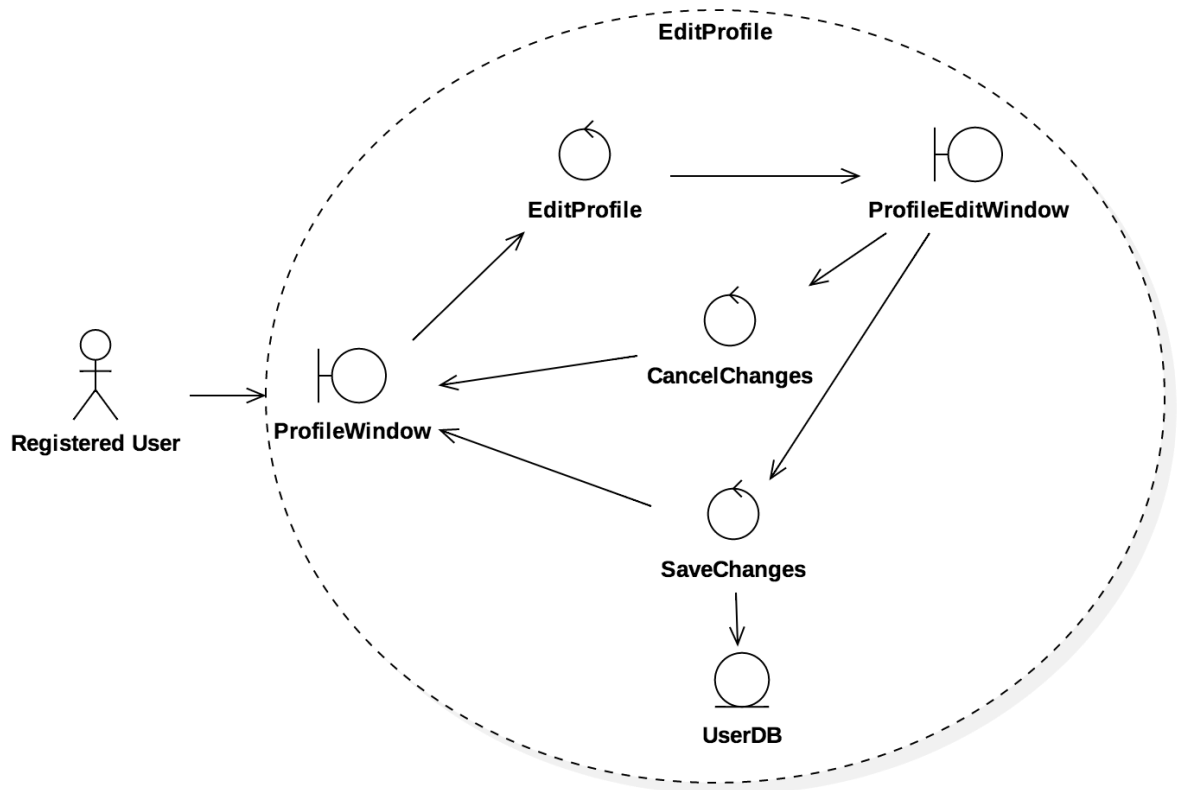 EditProfile
EditProfile
ProfileEditWindow
CancelChanges
Registered User
ProfileWindow
SaveChanges
UserDB